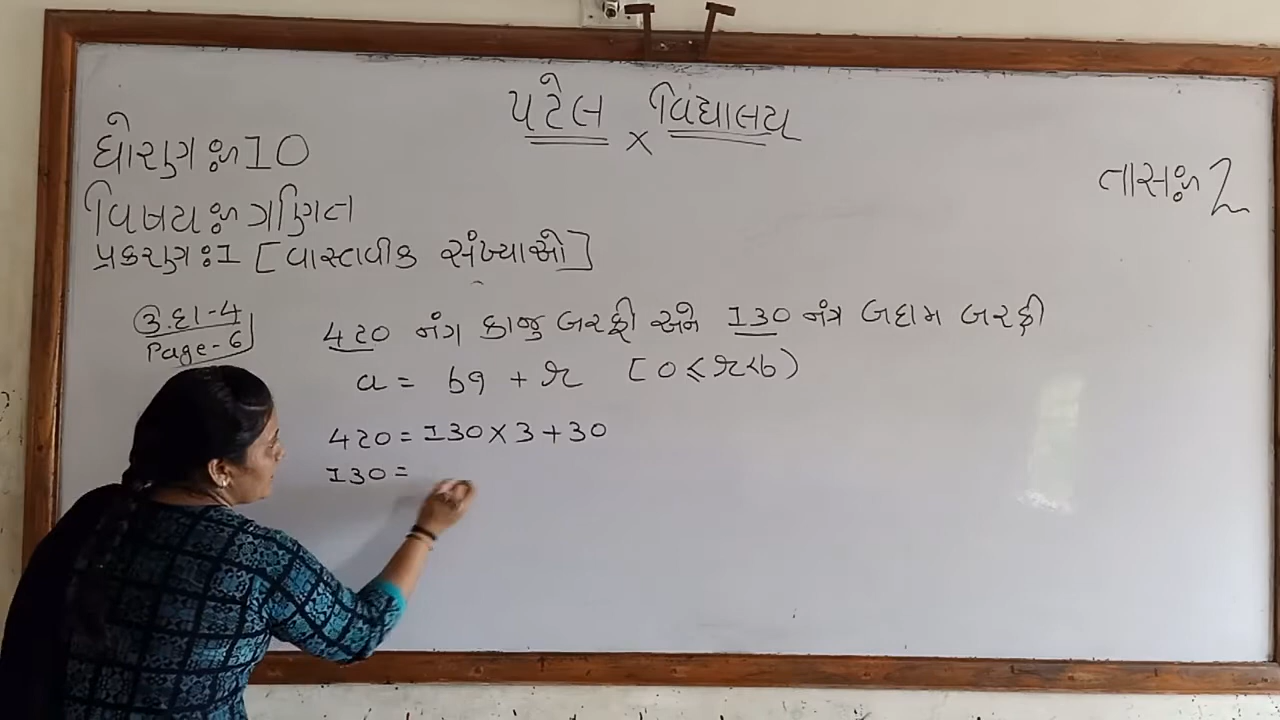 પટેલ × વિદ્યાલય
ધોરણ ઃ 10
તાસ ઃ 2
વિષય ઃ ગણિત
પ્રકરણ ઃ 1 [વાસ્તવીક સંખ્યાઓ]
ઉ.દા-4
Page-6
420 નંગ કાજુ બરફી અને 130 નંગ બદામ બરફી
a = bq + r [0 ≤ r < b)
420 = 130 × 3 + 30
130 =